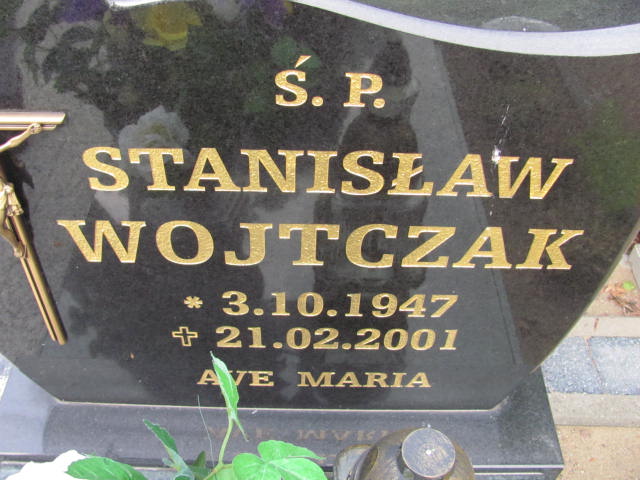 Ś. P.
STANISŁAW
WOJTCZAK
* 3.10.1947
✝ 21.02.2001
AVE MARIA